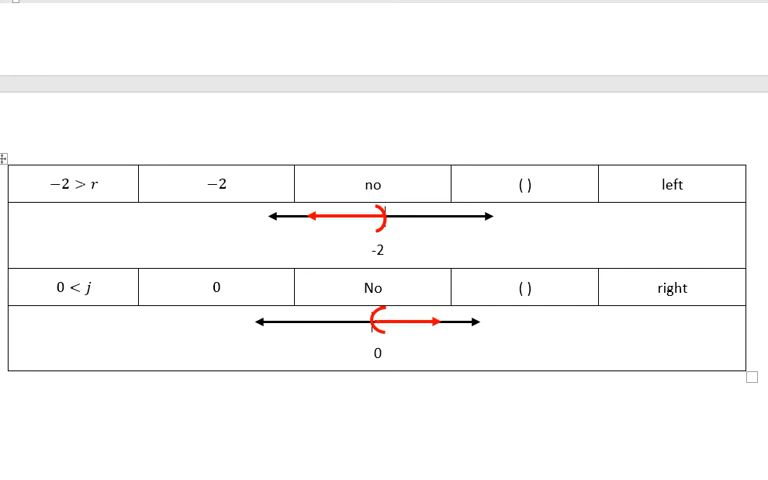 −2 > r −2 no ( ) left
-2
0 < j 0 No ( ) right
0